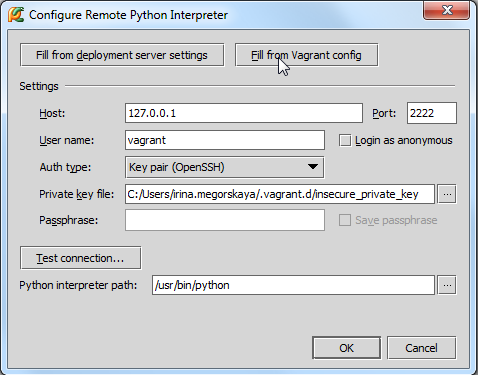 Configure Remote Python Interpreter
Fill from deployment server settings
Fill from Vagrant config
Settings
Host: 127.0.0.1 Port: 2222
User name: vagrant Login as anonymous
Auth type: Key pair (OpenSSH)
Private key file: C:/Users/irina.megorskaya/.vagrant.d/insecure_private_key ...
Passphrase: Save passphrase
Test connection...
Python interpreter path: /usr/bin/python ...
OK Cancel